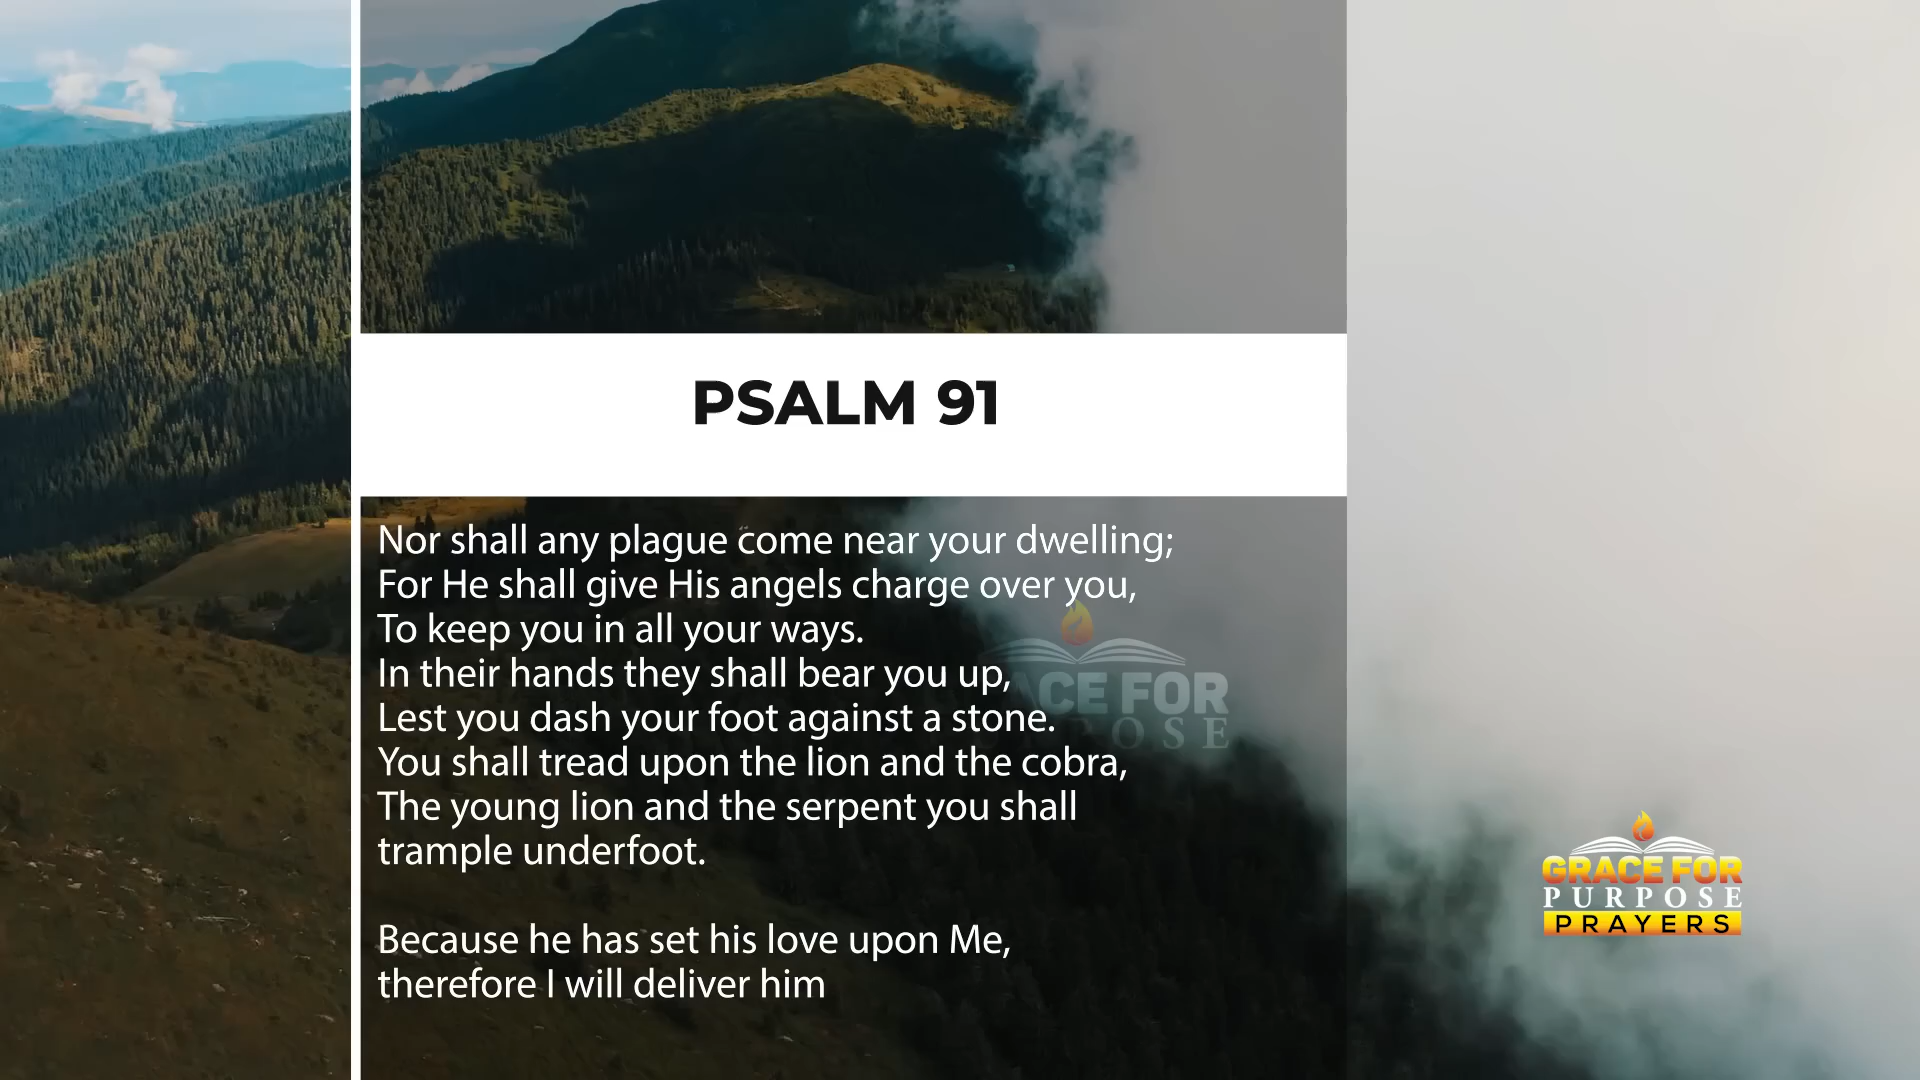 PSALM 91
Nor shall any plague come near your dwelling;
For He shall give His angels charge over you,
To keep you in all your ways.
In their hands they shall bear you up,
Lest you dash your foot against a stone.
You shall tread upon the lion and the cobra,
The young lion and the serpent you shall
trample underfoot.
Because he has set his love upon Me,
therefore I will deliver him
CE FOR
POSE
GRACE FOR
PURPOSE
PRAYERS